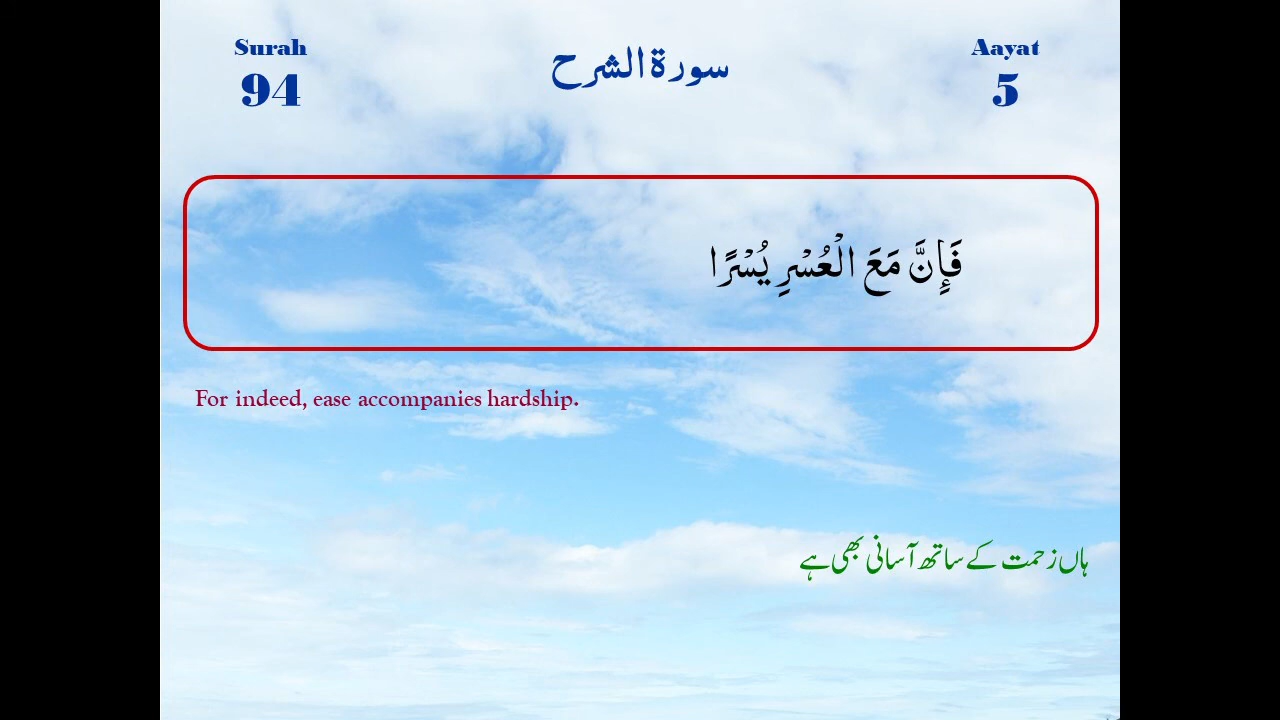 Surah
94
سورة الشرح
Aayat
5
فَإِنَّ مَعَ الْعُسْرِ يُسْرًا
For indeed, ease accompanies hardship.
ہاں زحمت کے ساتھ آسانی بھی ہے